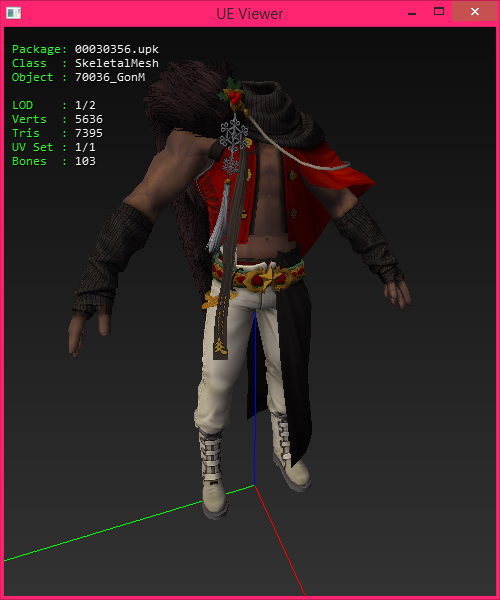 UE Viewer
Package: 00030356.upk
Class  : SkeletalMesh
Object : 70036_GonM
LOD    : 1/2
Verts  : 5636
Tris   : 7395
UV Set : 1/1
Bones  : 103